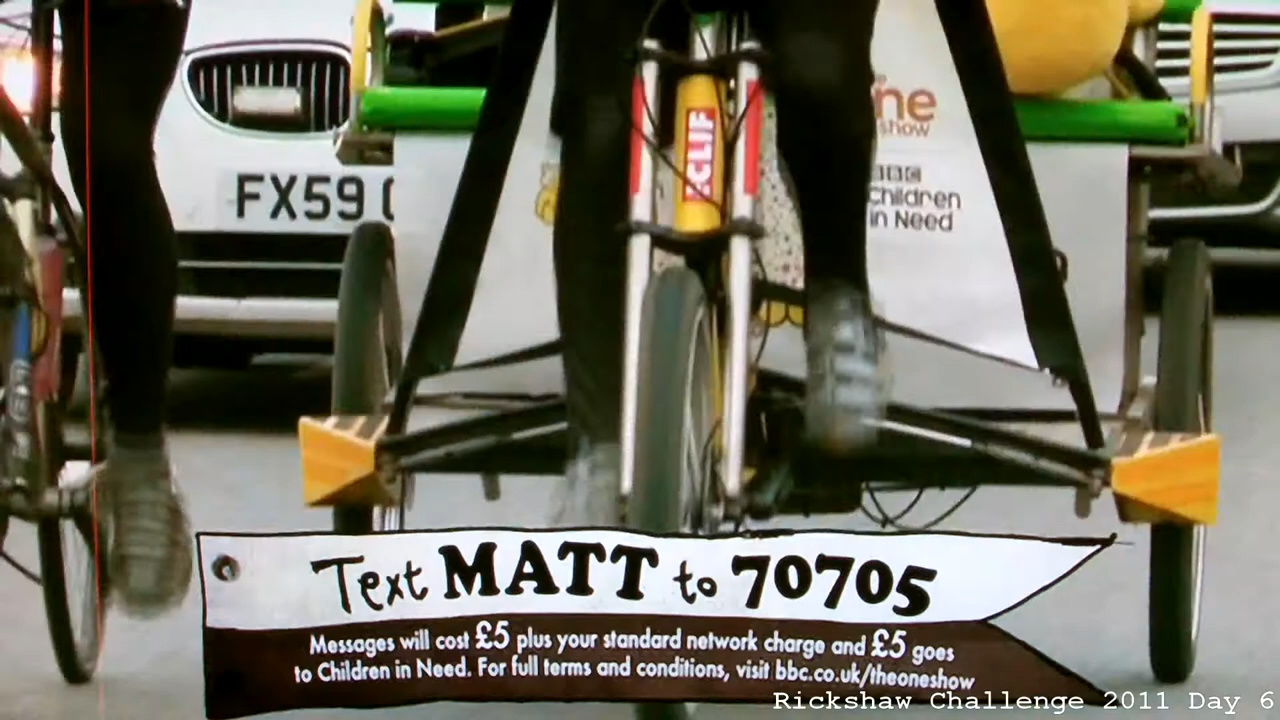 FX59
ECLIF
ne
show
BBC
Children
in Need
Text MATT to 70705
Messages will cost £5 plus your standard network charge and £5 goes
to Children in Need. For full terms and conditions, visit bbc.co.uk/theoneshow
Rickshaw Challenge 2011 Day 6